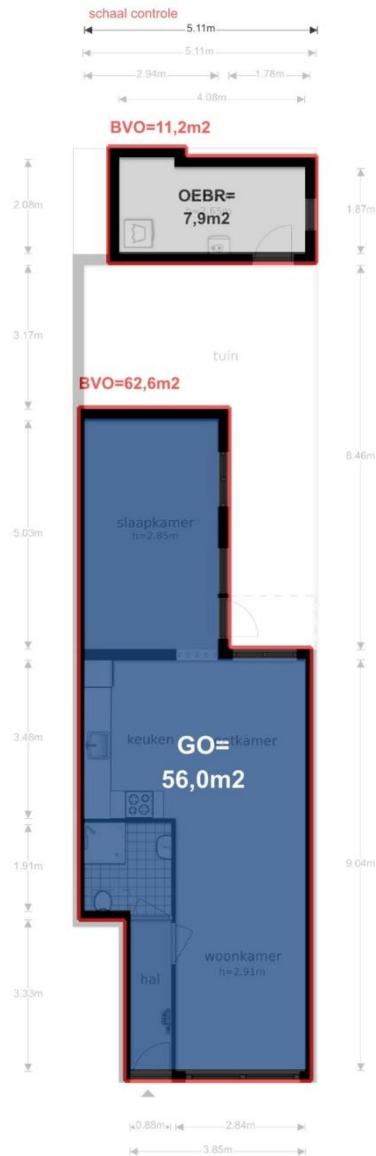 schaal controle
5.11m
5.11m
2.94m
1.78m
4.08m
BVO=11,2m2
2.08m
OEBR=
7,9m2
1.87m
3.17m
tuin
BVO=62,6m2
8.46m
slaapkamer
h=2.85m
5.03m
keuken
GO=
56,0m2
3.48m
1.91m
9.04m
woonkamer
h=2.91m
hal
3.33m
0.88m
2.84m
3.85m